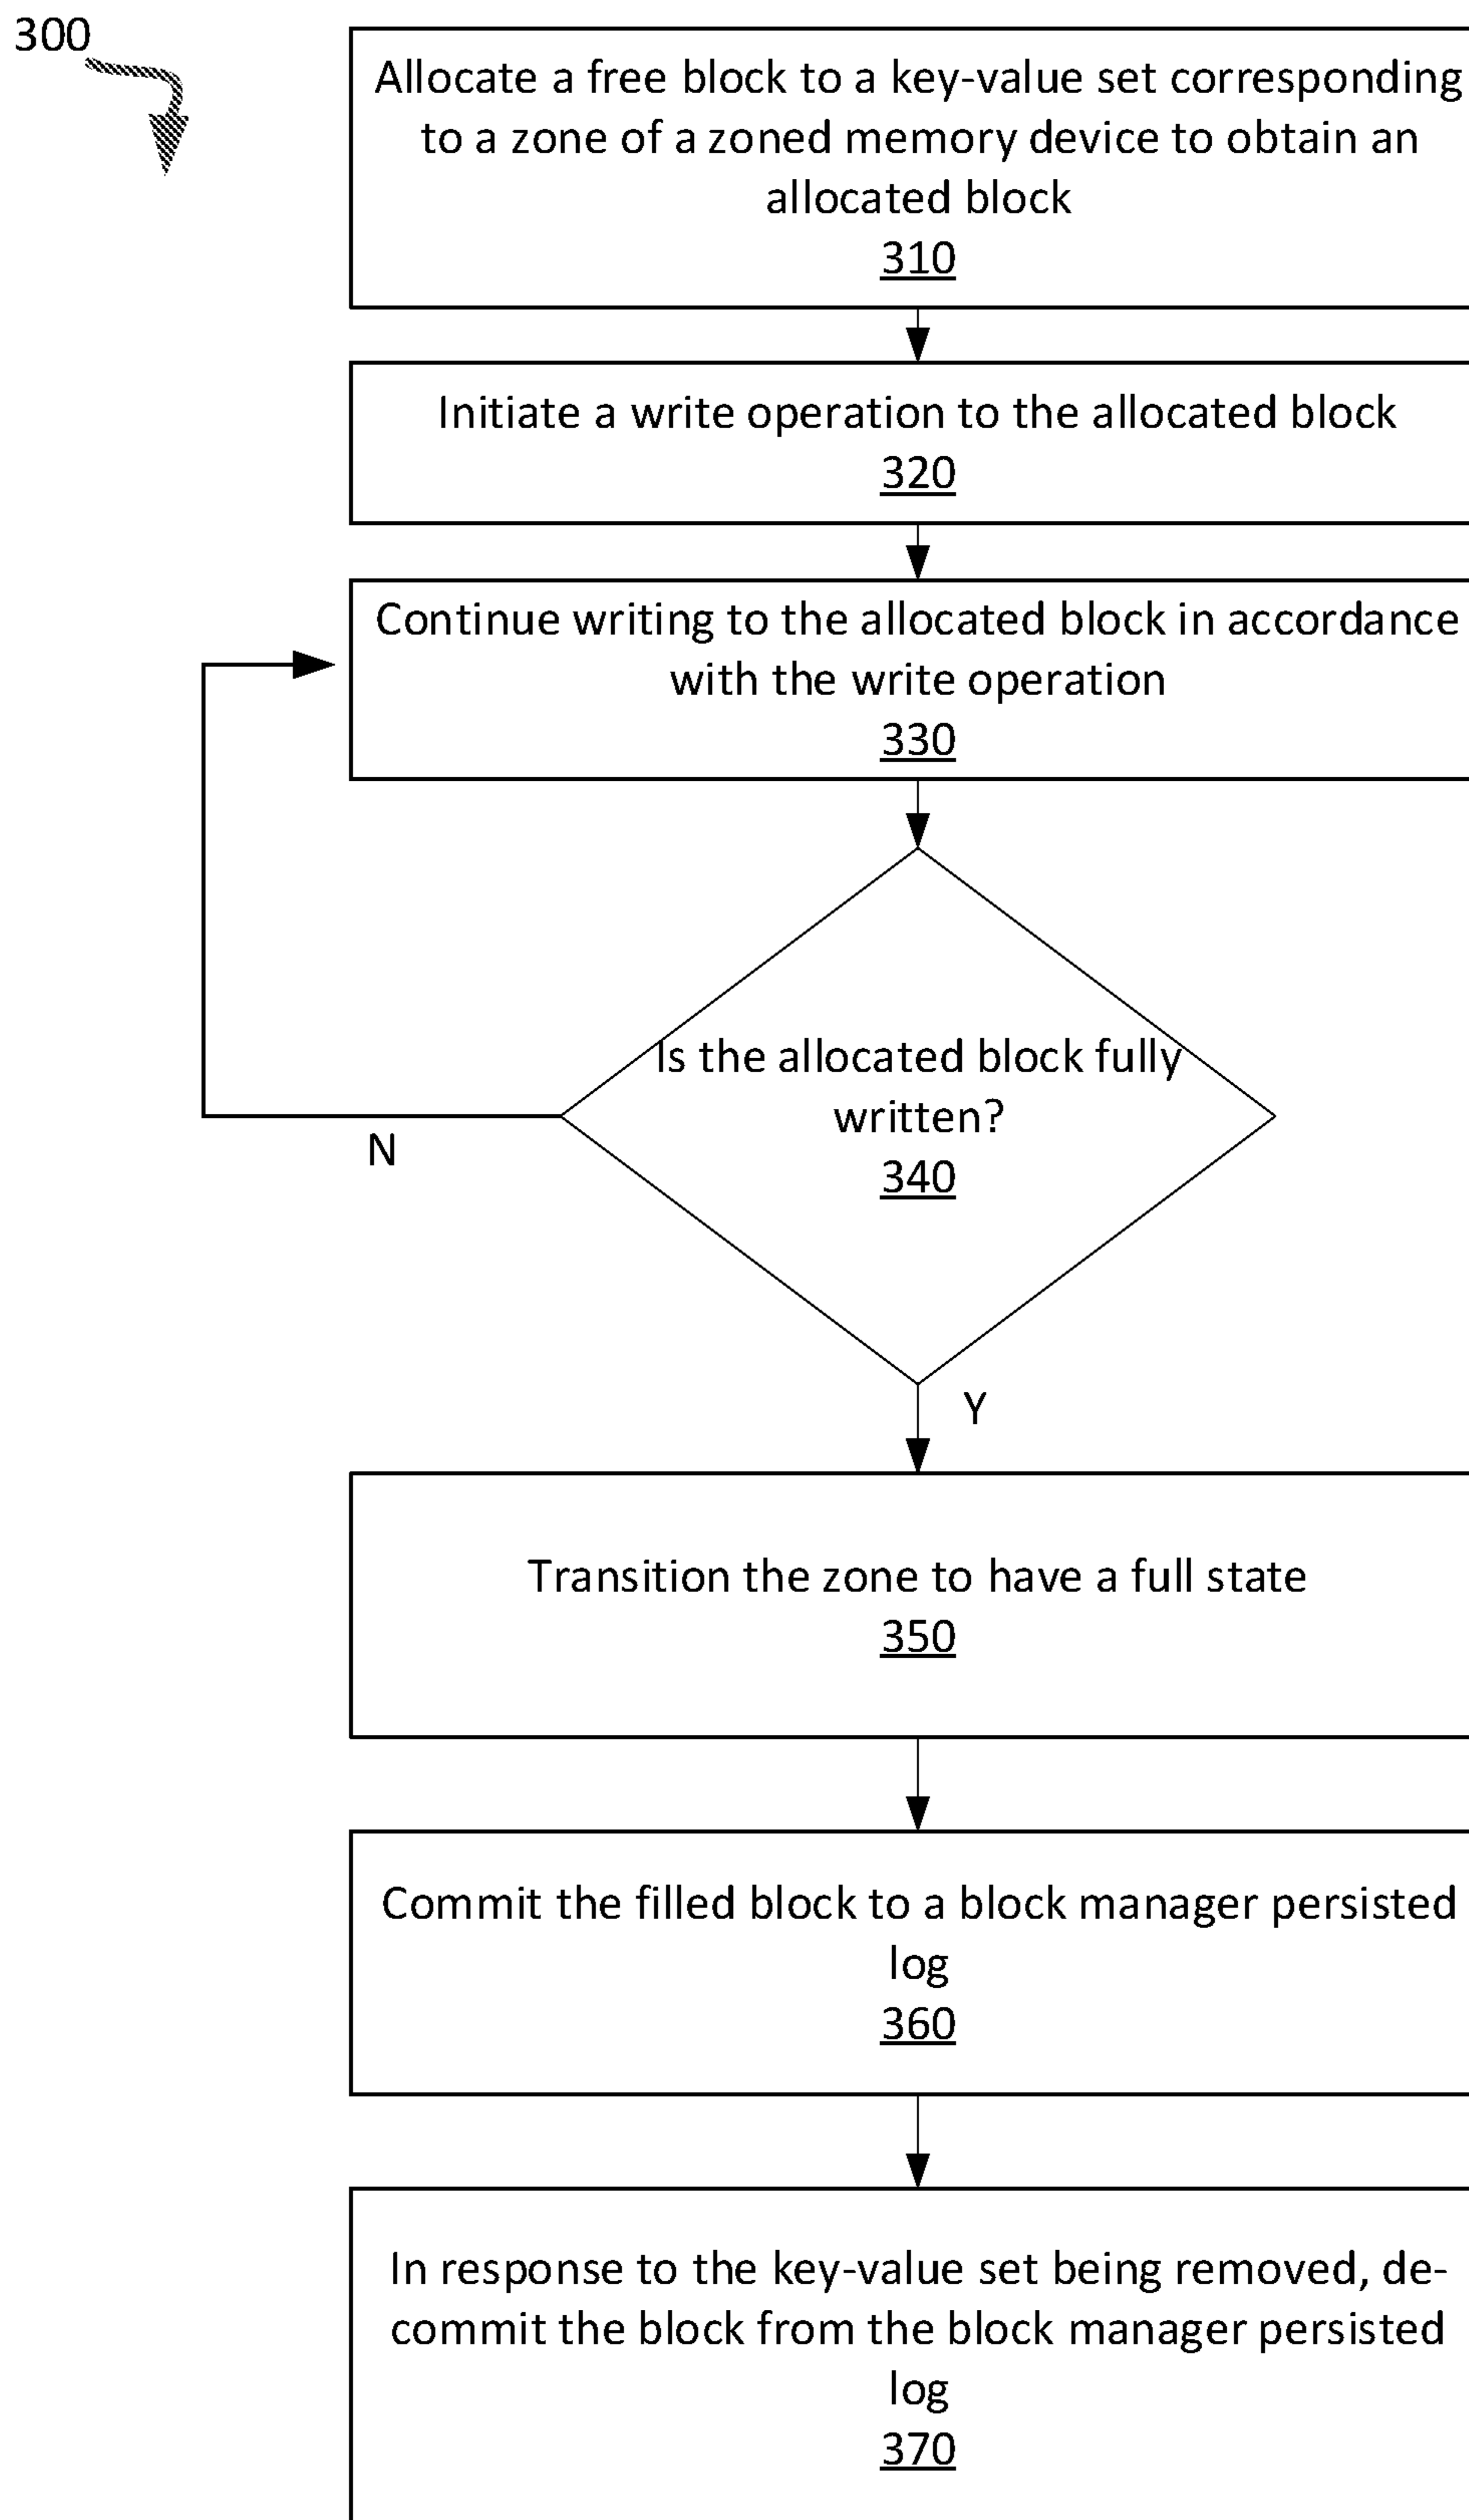 300
Allocate a free block to a key-value set corresponding
to a zone of a zoned memory device to obtain an
allocated block
310
Initiate a write operation to the allocated block
320
Continue writing to the allocated block in accordance
with the write operation
330
Is the allocated block fully
written?
340
N
Y
Transition the zone to have a full state
350
Commit the filled block to a block manager persisted
log
360
In response to the key-value set being removed, de-
commit the block from the block manager persisted
log
370